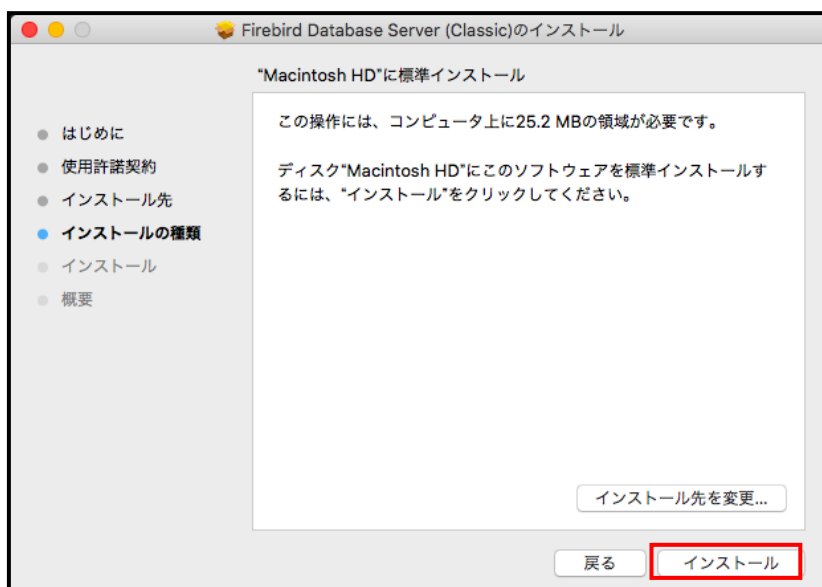 Firebird Database Server (Classic)のインストール
“Macintosh HD”に標準インストール
はじめに
使用許諾契約
インストール先
インストールの種類
インストール
概要
この操作には、コンピュータ上に25.2 MBの領域が必要です。
ディスク“Macintosh HD”にこのソフトウェアを標準インストールす
るには、“インストール”をクリックしてください。
インストール先を変更...
戻る
インストール